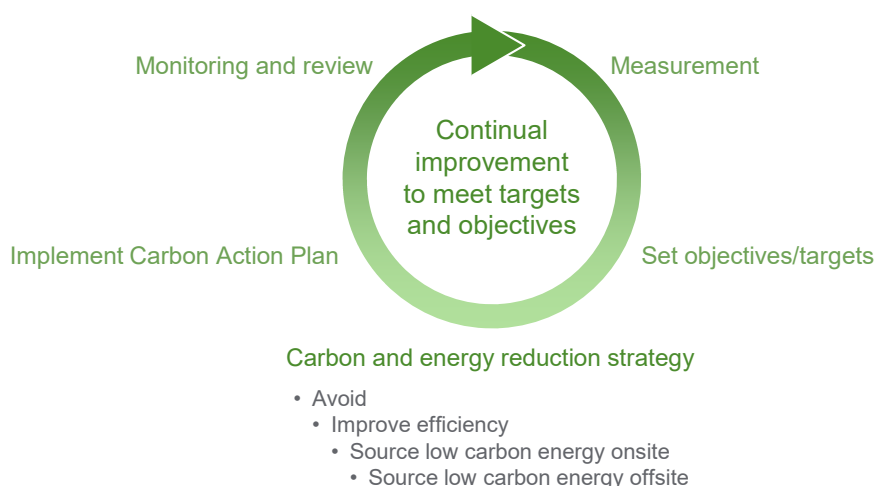 Monitoring and review
Measurement
Continual
improvement
to meet targets
and objectives
Implement Carbon Action Plan
Set objectives/targets
Carbon and energy reduction strategy
• Avoid
• Improve efficiency
• Source low carbon energy onsite
• Source low carbon energy offsite